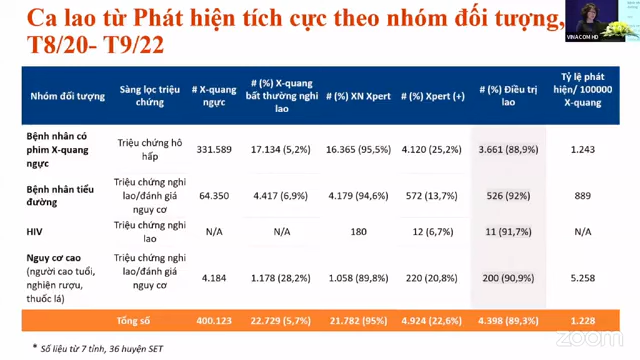 Ca lao từ Phát hiện tích cực theo nhóm đối tượng,
T8/20- T9/22
VINACOM HD
Nhóm đối tượng
Sàng lọc triệu chứng
# X-quang ngực
# (%) X-quang bất thường nghi lao
# (%) XN Xpert
# (%) Xpert (+)
# (%) Điều trị lao
Tỷ lệ phát hiện/ 100000 X-quang
Bệnh nhân có phim X-quang ngực
Triệu chứng hô hấp
331.589
17.134 (5,2%)
16.365 (95,5%)
4.120 (25,2%)
3.661 (88,9%)
1.243
Bệnh nhân tiểu đường
Triệu chứng nghi lao/đánh giá nguy cơ
64.350
4.417 (6,9%)
4.179 (94,6%)
572 (13,7%)
526 (92%)
889
HIV
Triệu chứng nghi lao
N/A
N/A
180
12 (6,7%)
11 (91,7%)
N/A
Nguy cơ cao (người cao tuổi, nghiện rượu, thuốc lá)
Triệu chứng nghi lao/đánh giá nguy cơ
4.184
1.178 (28,2%)
1.058 (89,8%)
220 (20,8%)
200 (90,9%)
5.258
Tổng số
400.123
22.729 (5,7%)
21.782 (95%)
4.924 (22,6%)
4.398 (89,3%)
1.228
* Số liệu từ 7 tỉnh, 36 huyện SET
zoom